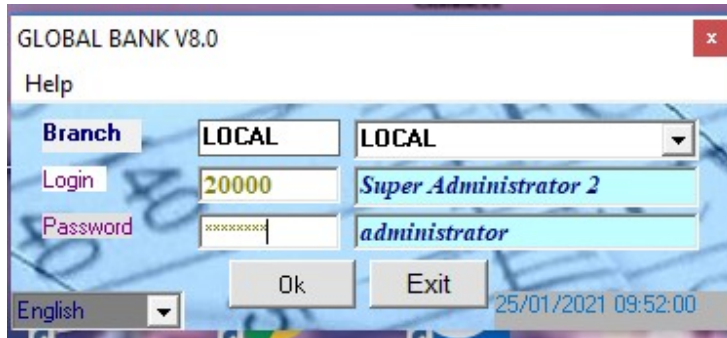 GLOBAL BANK V8.0 x
Help
Branch LOCAL LOCAL
Login 20000 Super Administrator 2
Password ******** administrator
Ok Exit
English 25/01/2021 09:52:00